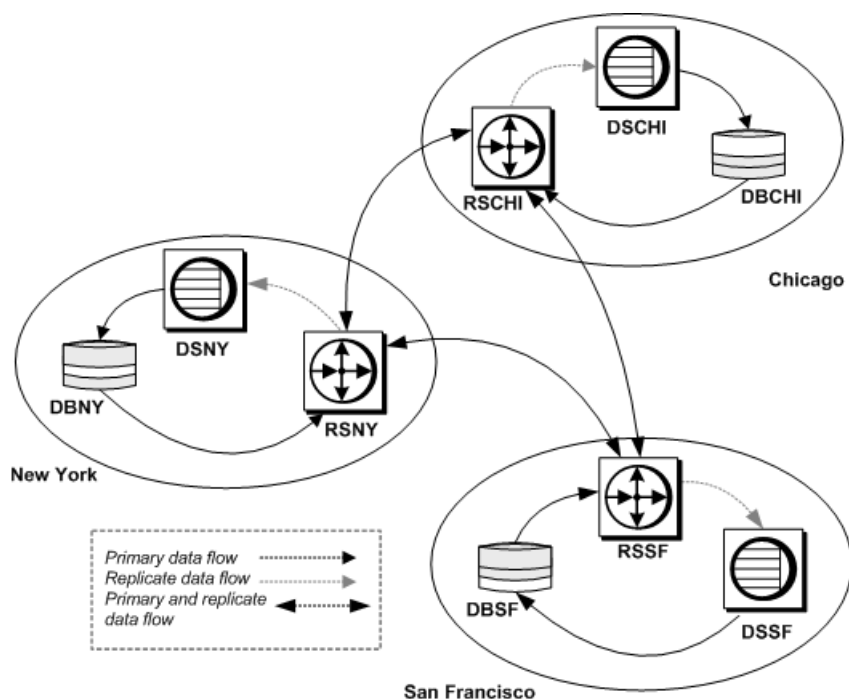 DSCHI
RSCHI
DBCHI
Chicago
DSNY
DBNY
RSNY
New York
RSSF
DBSF
DSSF
San Francisco
Primary data flow
Replicate data flow
Primary and replicate
data flow